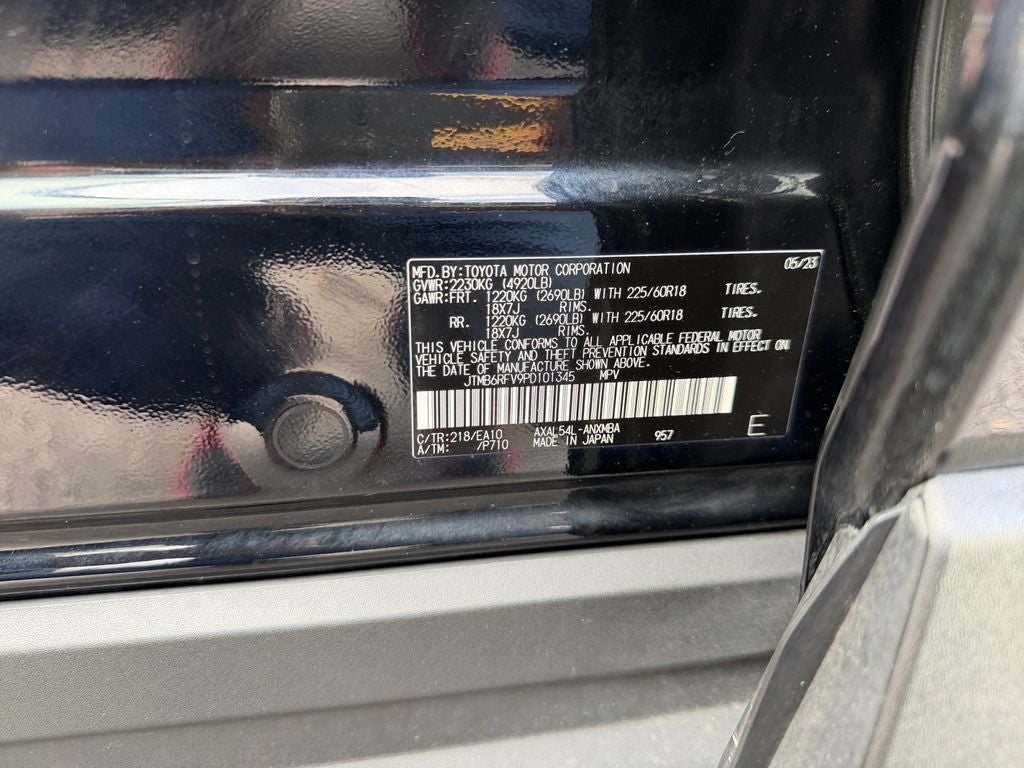 MFD. BY: TOYOTA MOTOR CORPORATION 05/23
GVWR: 2230KG (4920LB)
GAWR: FRT. 1220KG (2690LB) WITH 225/60R18 TIRES.
18X7J RIMS.
RR. 1220KG (2690LB) WITH 225/60R18 TIRES.
18X7J RIMS.
THIS VEHICLE CONFORMS TO ALL APPLICABLE FEDERAL MOTOR
VEHICLE SAFETY AND THEFT PREVENTION STANDARDS IN EFFECT ON
THE DATE OF MANUFACTURE SHOWN ABOVE.
JTMB6RFV9PD101345 MPV
C/TR: 218/EA10 AXAL54L-ANXMBA
A/TM: /P710 MADE IN JAPAN 957 E